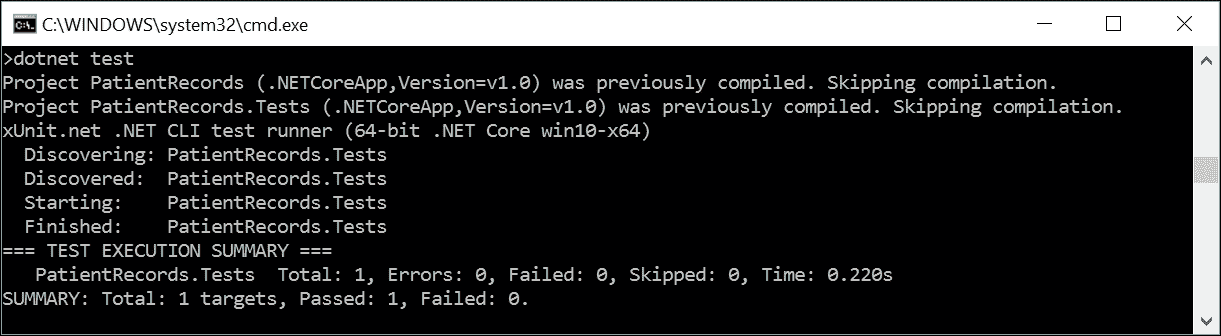 C:\WINDOWS\system32\cmd.exe
>dotnet test
Project PatientRecords (.NETCoreApp,Version=v1.0) was previously compiled. Skipping compilation.
Project PatientRecords.Tests (.NETCoreApp,Version=v1.0) was previously compiled. Skipping compilation.
xUnit.net .NET CLI test runner (64-bit .NET Core win10-x64)
  Discovering: PatientRecords.Tests
  Discovered:  PatientRecords.Tests
  Starting:    PatientRecords.Tests
  Finished:    PatientRecords.Tests
=== TEST EXECUTION SUMMARY ===
   PatientRecords.Tests  Total: 1, Errors: 0, Failed: 0, Skipped: 0, Time: 0.220s
SUMMARY: Total: 1 targets, Passed: 1, Failed: 0.